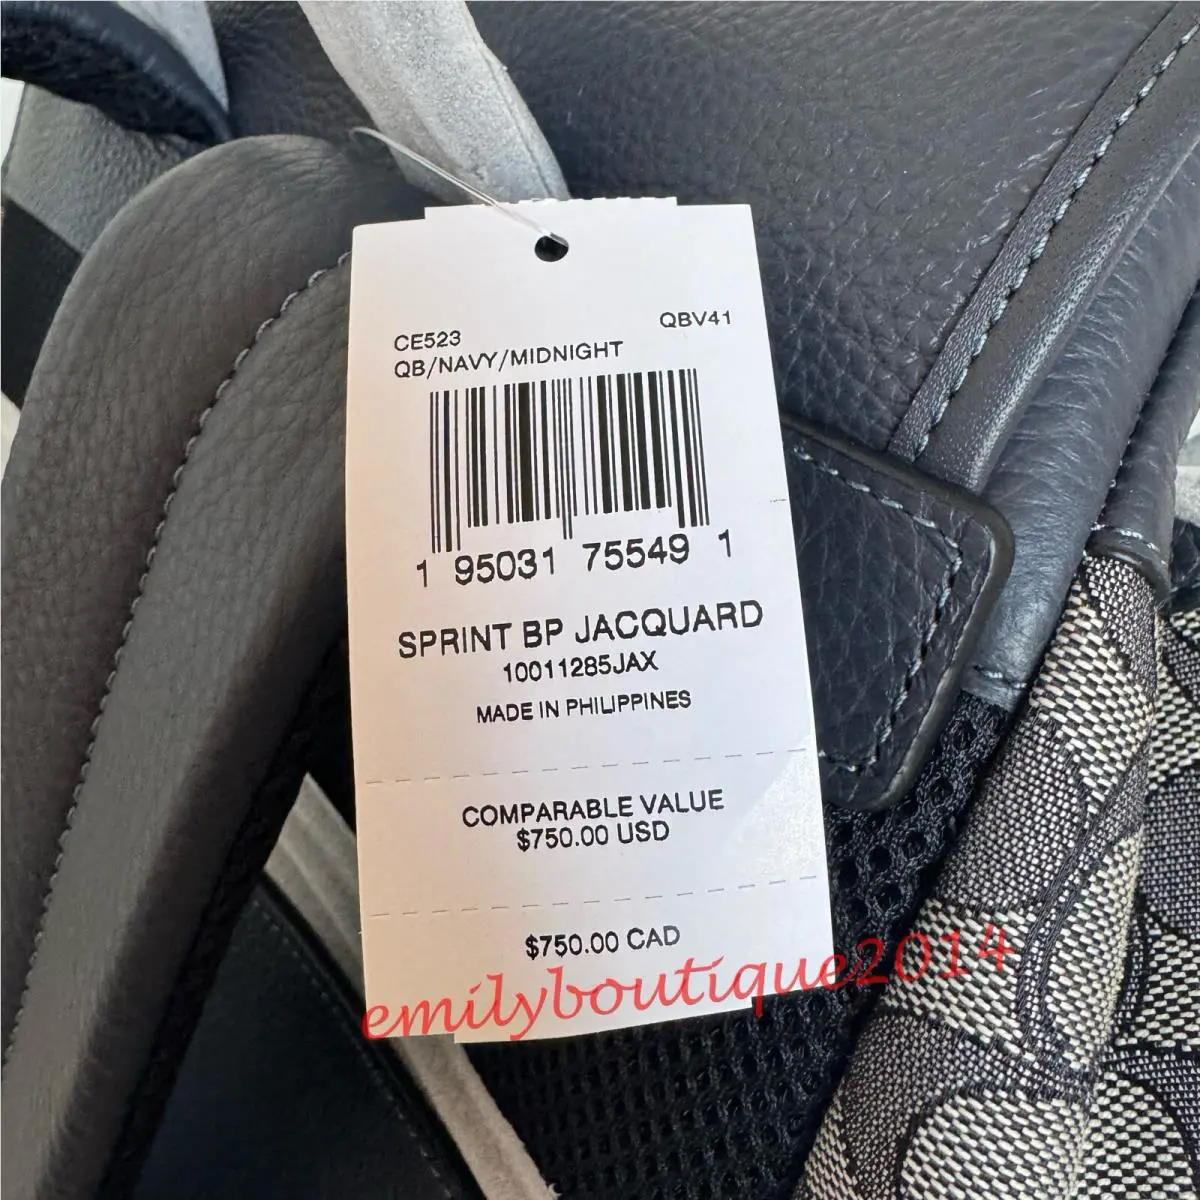 CE523 QBV41
QB/NAVY/MIDNIGHT
1 95031 75549 1
SPRINT BP JACQUARD
10011285JAX
MADE IN PHILIPPINES
COMPARABLE VALUE
$750.00 USD
$750.00 CAD
emilyboutique2014